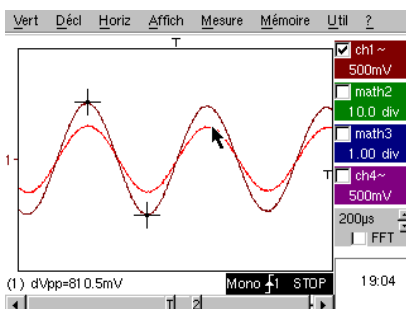 Vert Décl Horiz Affich Mesure Mémoire Util ?
T
ch1~
500mV
math2
10.0 div
math3
1.00 div
ch4~
500mV
1
T
200µs
FFT
(1) dVpp=810.5mV Mono 1 STOP
19:04
T 2